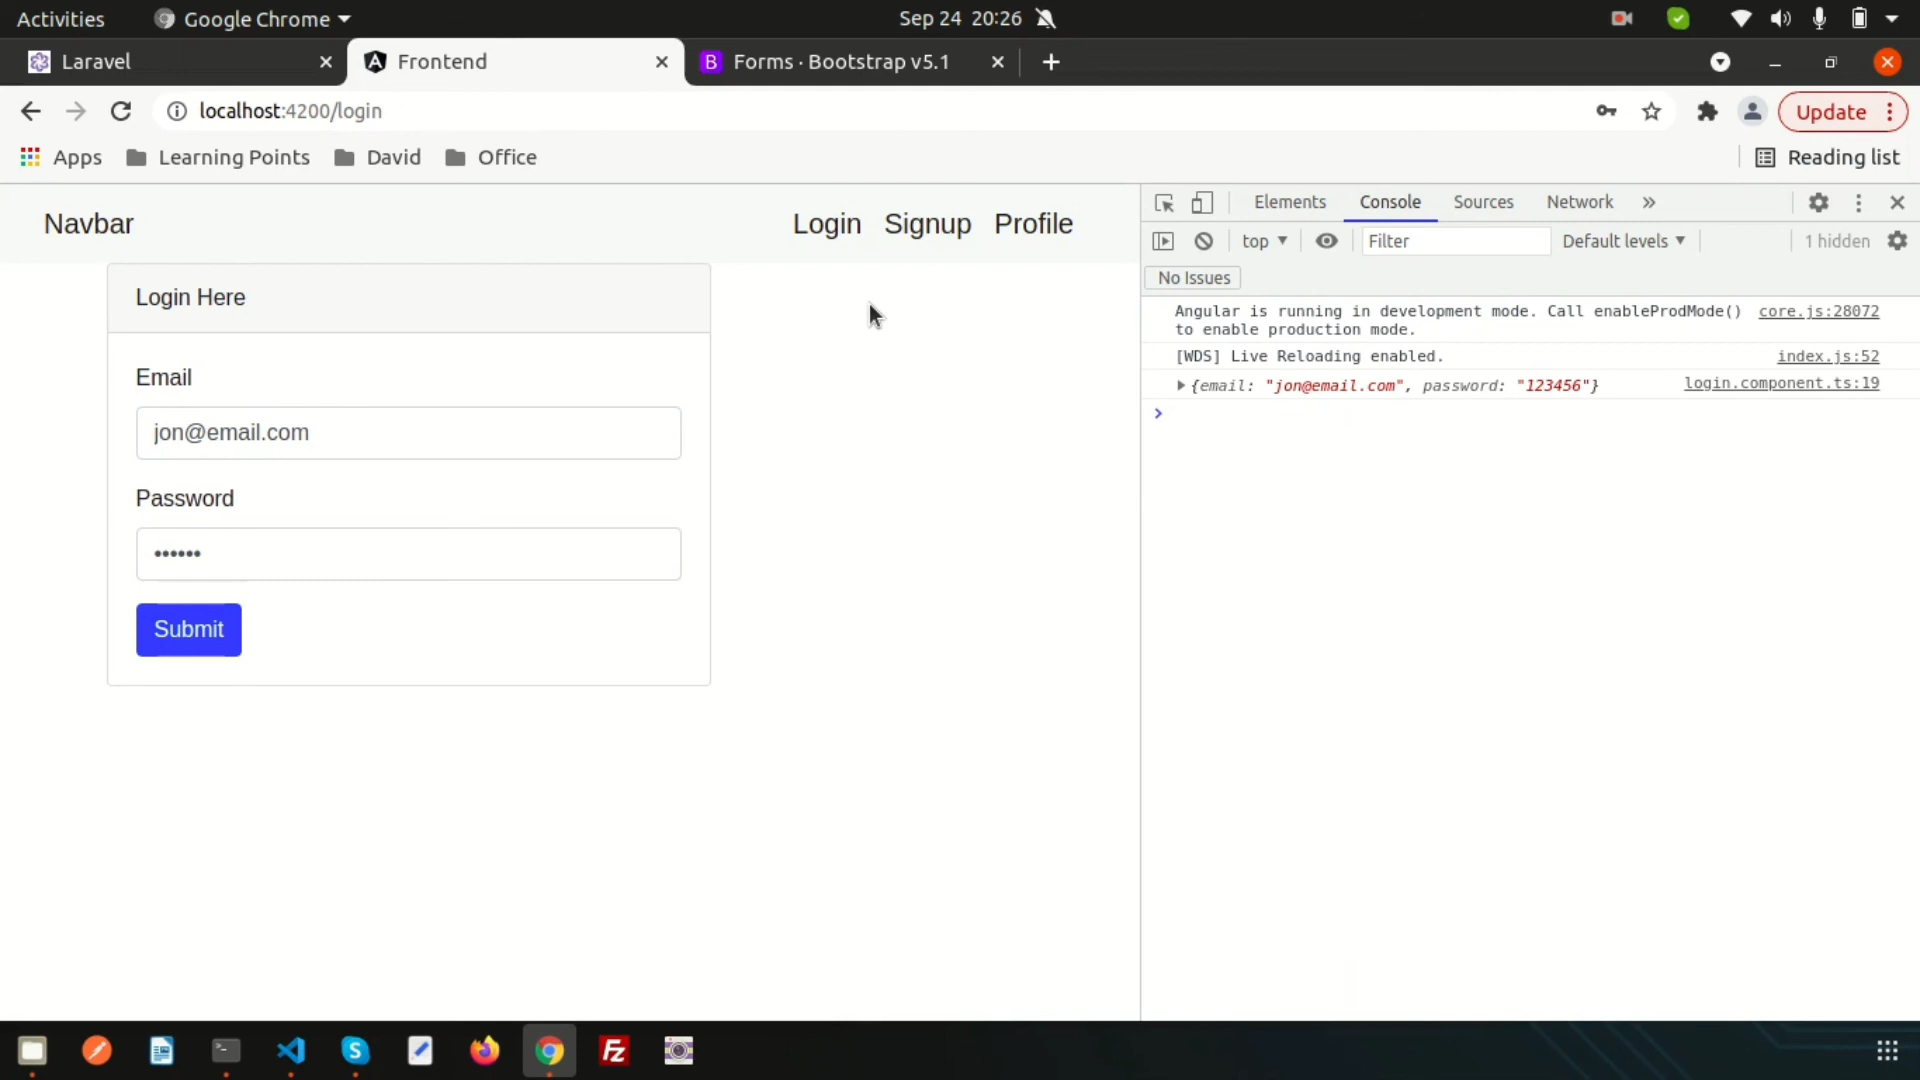 Activities Google Chrome Sep 24 20:26
Laravel Frontend B Forms · Bootstrap v5.1
localhost:4200/login Update
Apps Learning Points David Office Reading list
Navbar Login Signup Profile
Login Here
Email
jon@email.com
Password
••••••
Submit
Elements Console Sources Network »
top Filter Default levels 1 hidden
No Issues
Angular is running in development mode. Call enableProdMode() core.js:28072
to enable production mode.
[WDS] Live Reloading enabled. index.js:52
{email: "jon@email.com", password: "123456"} login.component.ts:19
>